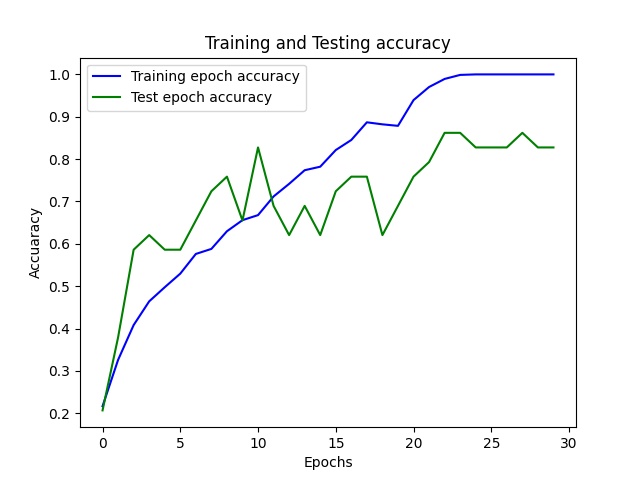 Training and Testing accuracy
Training epoch accuracy
Test epoch accuracy
1.0
0.9
0.8
0.7
0.6
0.5
0.4
0.3
0.2
Accuaracy
0 5 10 15 20 25 30
Epochs